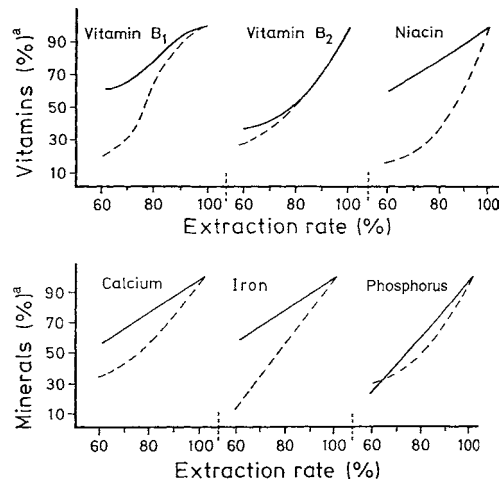 Vitamin B1 Vitamin B2 Niacin
Vitamins (%)a
90
70
50
30
10
60 80 100 60 80 100 60 80 100
Extraction rate (%)
Calcium Iron Phosphorus
Minerals (%)a
90
70
50
30
10
60 80 100 60 80 100 60 80 100
Extraction rate (%)